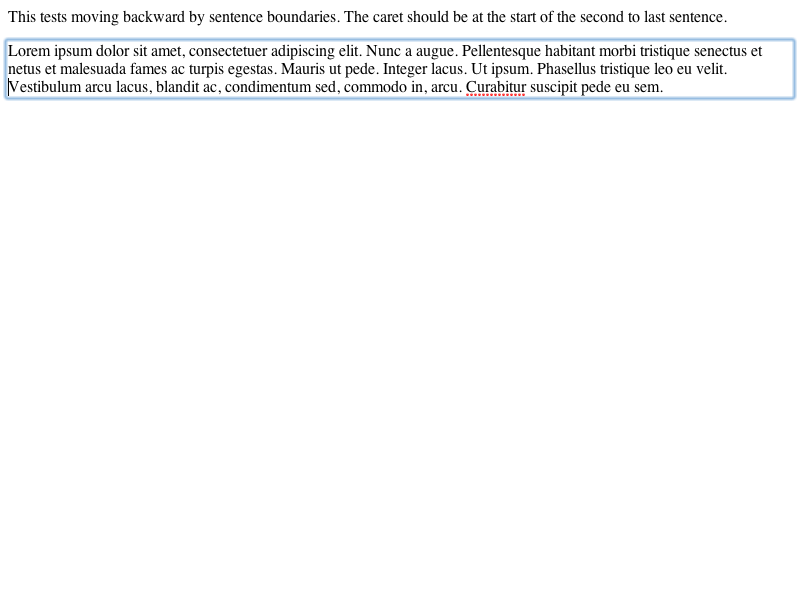 This tests moving backward by sentence boundaries. The caret should be at the start of the second to last sentence.
Lorem ipsum dolor sit amet, consectetuer adipiscing elit. Nunc a augue. Pellentesque habitant morbi tristique senectus et
netus et malesuada fames ac turpis egestas. Mauris ut pede. Integer lacus. Ut ipsum. Phasellus tristique leo eu velit.
Vestibulum arcu lacus, blandit ac, condimentum sed, commodo in, arcu. Curabitur suscipit pede eu sem.